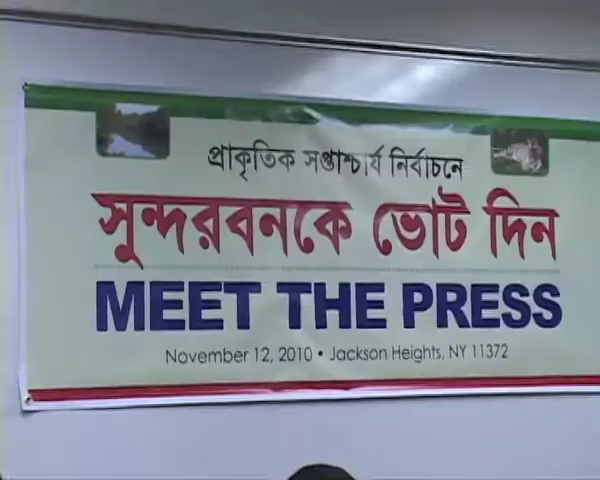 প্রাকৃতিক সপ্তাশ্চার্য নির্বাচনে
সুন্দরবনকে ভোট দিন
MEET THE PRESS
November 12, 2010 • Jackson Heights, NY 11372